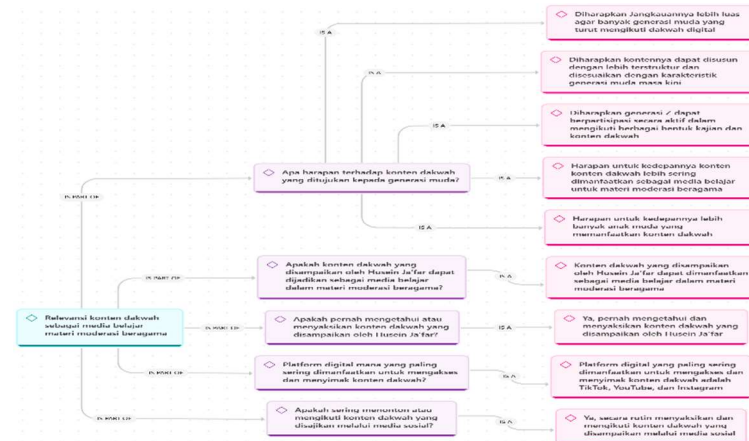 Diharapkan Jangkauannya lebih luas
agar banyak generasi muda yang
turut mengikuti dakwah digital
IS A
Diharapkan kontennya dapat disusun
dengan lebih terstruktur dan
disesuaikan dengan karakteristik
generasi muda masa kini
IS A
Diharapkan generasi Z dapat
berpartisipasi secara aktif dalam
mengikuti berbagai bentuk kajian dan
konten dakwah
IS A
Apa harapan terhadap konten dakwah
yang ditujukan kepada generasi muda?
IS A
Harapan untuk kedepannya konten
konten dakwah lebih sering
dimanfaatkan sebagai media belajar
untuk materi moderasi beragama
IS PART OF
Harapan untuk kedepannya lebih
banyak anak muda yang
memanfaatkan konten dakwah
IS A
Apakah konten dakwah yang
disampaikan oleh Husein Ja'far dapat
dijadikan sebagai media belajar
dalam materi moderasi beragama?
IS PART OF
IS A
Konten dakwah yang disampaikan
oleh Husein Ja'far dapat dimanfaatkan
sebagai media belajar dalam materi
moderasi beragama
Relevansi konten dakwah
sebagai media belajar
materi moderasi beragama
IS PART OF
Apakah pernah mengetahui atau
menyaksikan konten dakwah yang
disampaikan oleh Husein Ja'far?
IS A
Ya, pernah mengetahui dan
menyaksikan konten dakwah yang
disampaikan oleh Husein Ja'far
IS PART OF
Platform digital mana yang paling
sering dimanfaatkan untuk mengakses
dan menyimak konten dakwah?
IS A
Platform digital yang paling sering
dimanfaatkan untuk mengakses dan
menyimak konten dakwah adalah
TikTok, YouTube, dan Instagram
IS PART OF
Apakah sering menonton atau
mengikuti konten dakwah yang
disajikan melalui media sosial?
IS A
Ya, secara rutin menyaksikan dan
mengikuti konten dakwah yang
disampaikan melalui media sosial